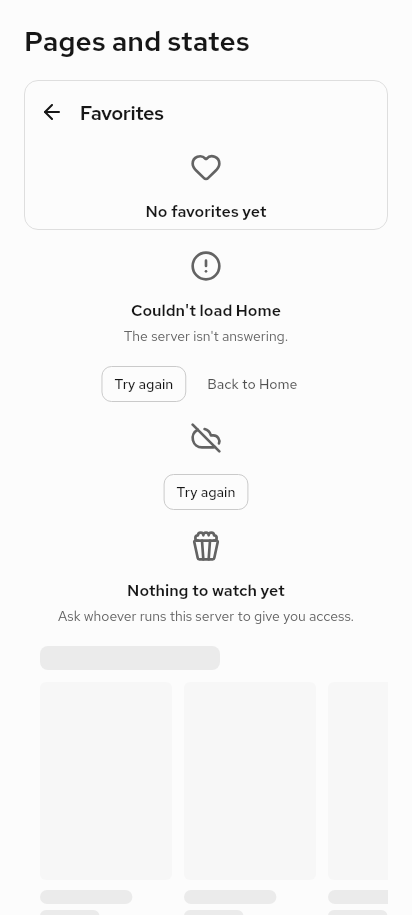 Pages and states
Favorites
No favorites yet
Couldn't load Home
The server isn't answering.
Try again
Back to Home
Try again
Nothing to watch yet
Ask whoever runs this server to give you access.